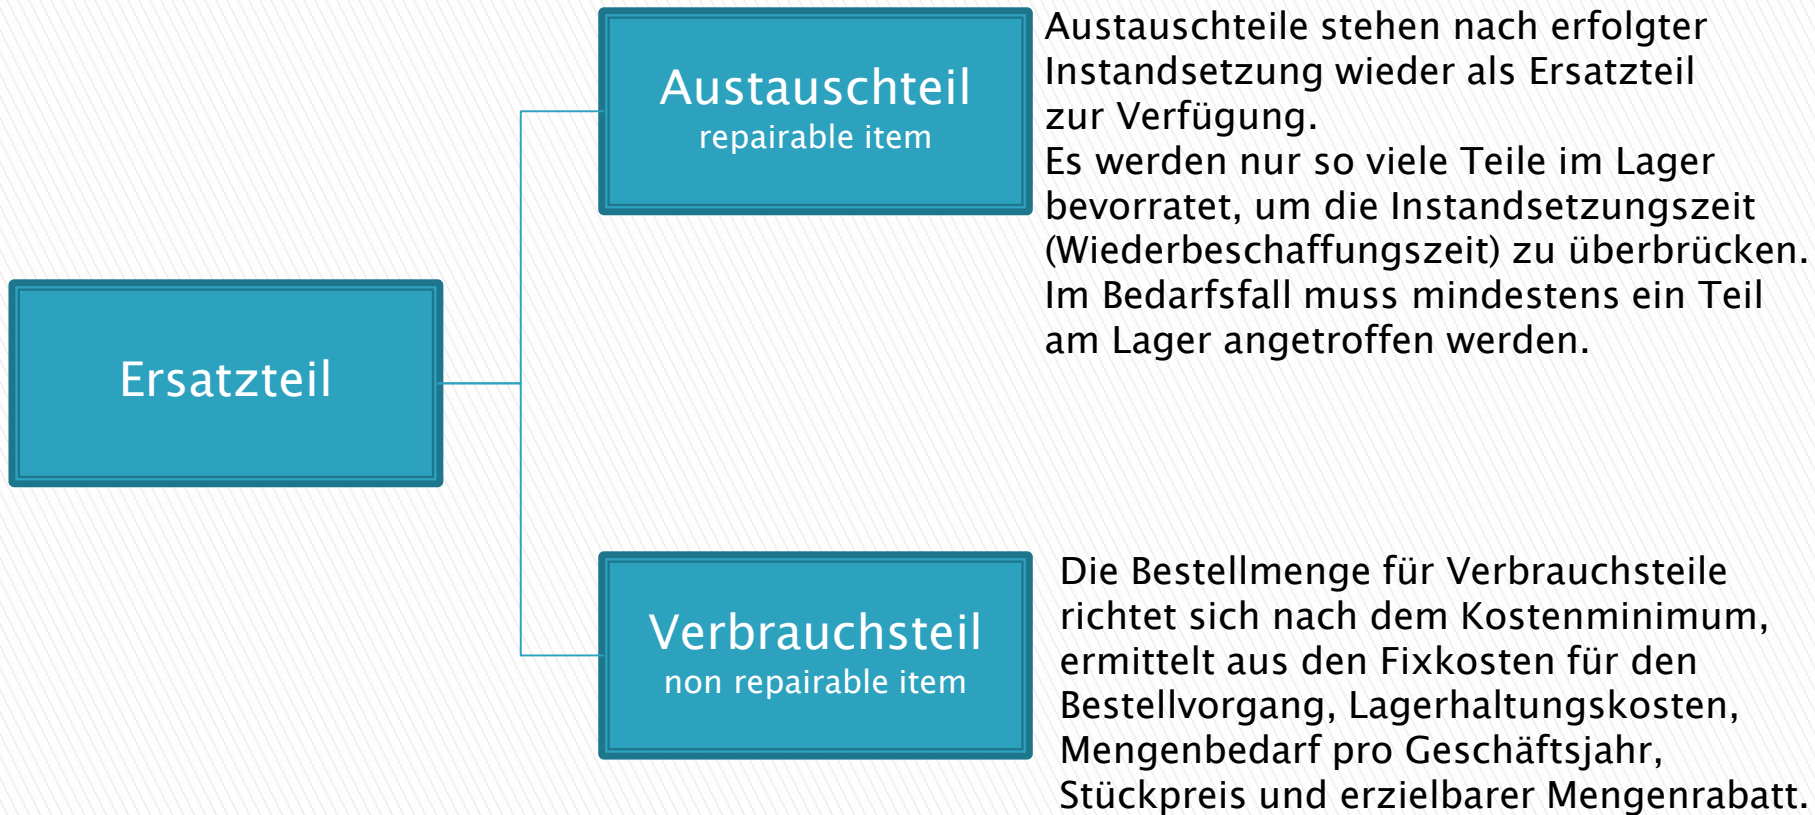 Austauschteil
repairable item
Austauschteile stehen nach erfolgter
Instandsetzung wieder als Ersatzteil
zur Verfügung.
Es werden nur so viele Teile im Lager
bevorratet, um die Instandsetzungszeit
(Wiederbeschaffungszeit) zu überbrücken.
Im Bedarfsfall muss mindestens ein Teil
am Lager angetroffen werden.
Ersatzteil
Verbrauchsteil
non repairable item
Die Bestellmenge für Verbrauchsteile
richtet sich nach dem Kostenminimum,
ermittelt aus den Fixkosten für den
Bestellvorgang, Lagerhaltungskosten,
Mengenbedarf pro Geschäftsjahr,
Stückpreis und erzielbarer Mengenrabatt.